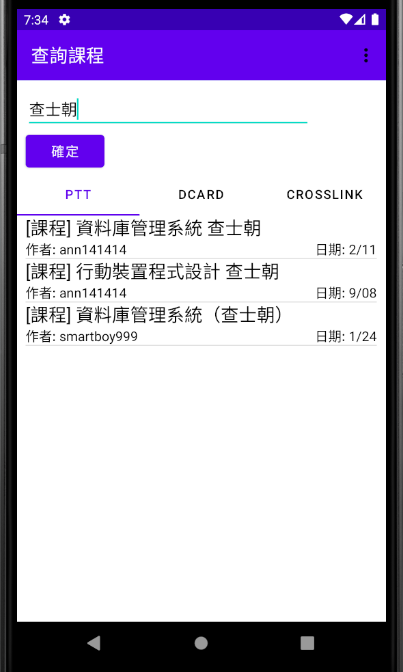 7:34
查詢課程
查士朝
確定
PTT DCARD CROSSLINK
[課程] 資料庫管理系統 查士朝
作者: ann141414 日期: 2/11
[課程] 行動裝置程式設計 查士朝
作者: ann141414 日期: 9/08
[課程] 資料庫管理系統（查士朝）
作者: smartboy999 日期: 1/24